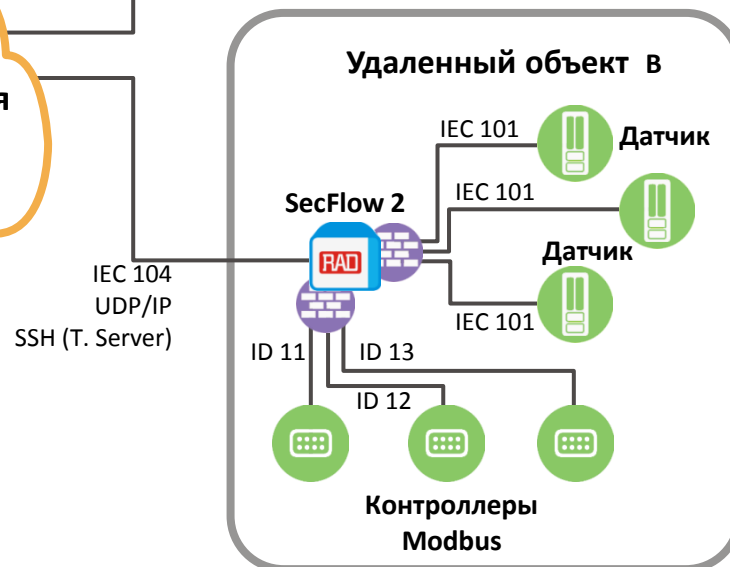 я
Удаленный объект В
IEC 101
Датчик
IEC 101
SecFlow 2
RAD
Датчик
IEC 104
UDP/IP
SSH (T. Server)
IEC 101
ID 11
ID 13
ID 12
Контроллеры
Modbus